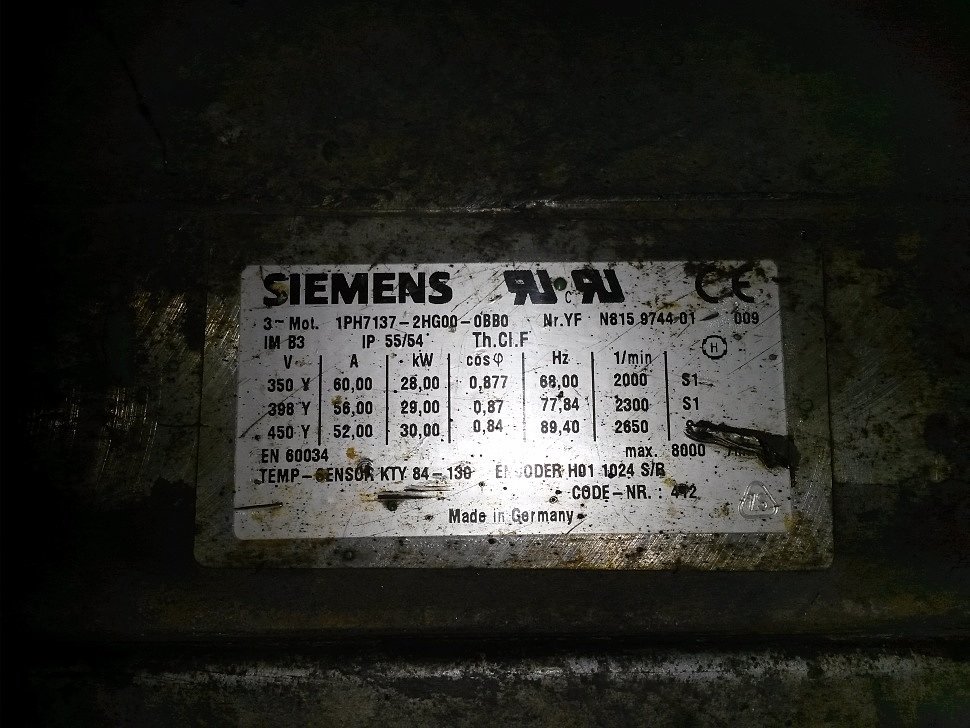 SIEMENS CE
3~ Mot. 1PH7137-2HG00-0BB0 Nr.YF N815 9744 01 009
IM B3 IP 55/54 Th.Cl.F H
V A kW cosφ Hz 1/min
350 Y 60,00 28,00 0,877 68,00 2000 S1
398 Y 56,00 29,00 0,87 77,84 2300 S1
450 Y 52,00 30,00 0,84 89,40 2650
EN 60034 max. 8000
TEMP-SENSOR KTY 84-130 ENCODER H01 1024 S/R
CODE-NR. : 412
Made in Germany